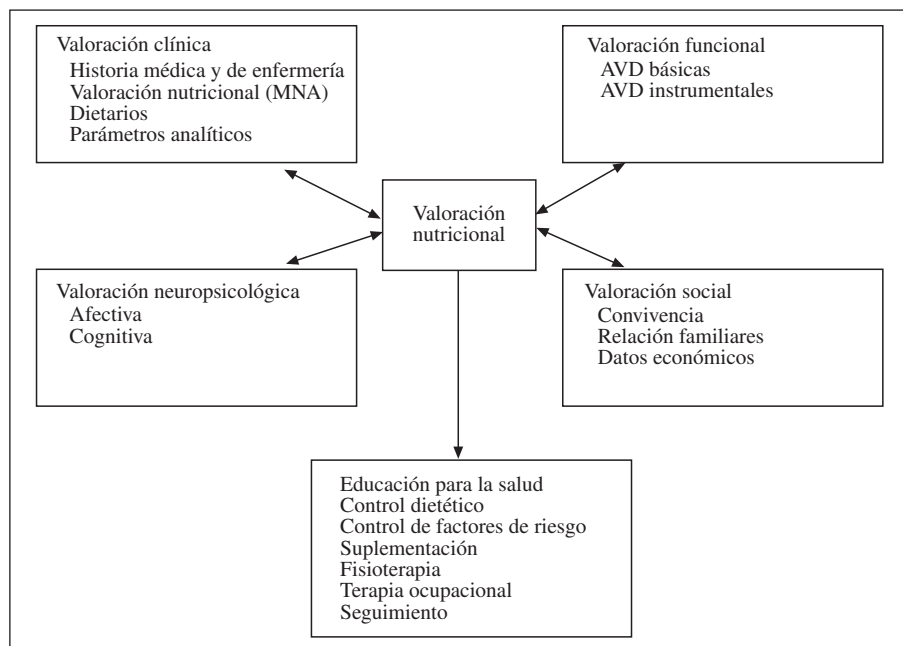 Valoración clínica
Historia médica y de enfermería
Valoración nutricional (MNA)
Dietarios
Parámetros analíticos
Valoración funcional
AVD básicas
AVD instrumentales
Valoración
nutricional
Valoración neuropsicológica
Afectiva
Cognitiva
Valoración social
Convivencia
Relación familiares
Datos económicos
Educación para la salud
Control dietético
Control de factores de riesgo
Suplementación
Fisioterapia
Terapia ocupacional
Seguimiento